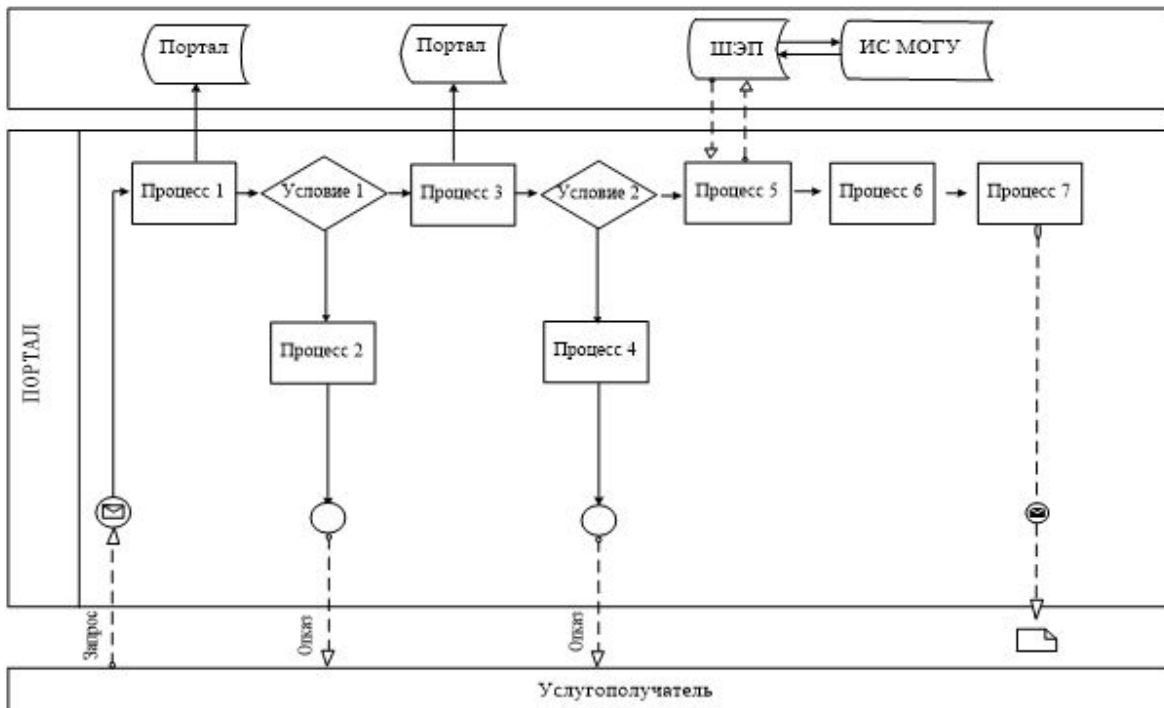 Портал
Портал
ШЭП
ИС МОГУ
Процесс 1
Условие 1
Процесс 3
Условие 2
Процесс 5
Процесс 6
Процесс 7
Процесс 2
Процесс 4
ПОРТАЛ
Запрос
Отказ
Отказ
Услугополучатель